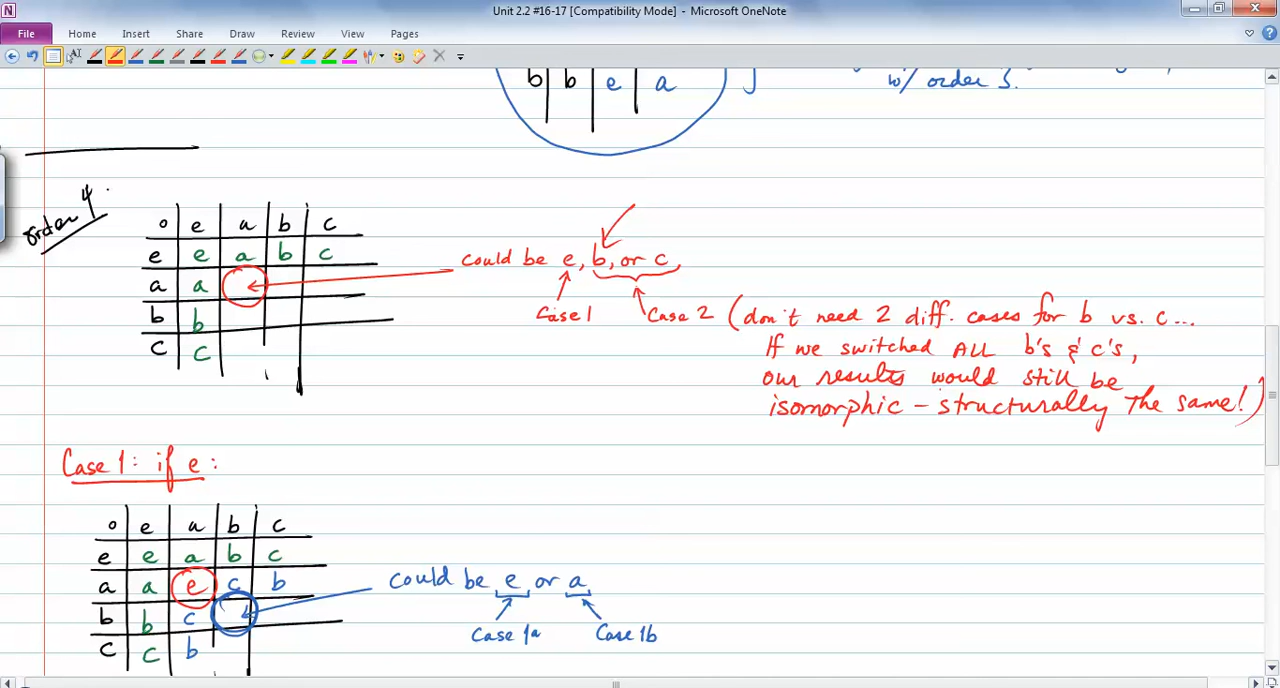 Unit 2.2 #16-17 [Compatibility Mode] - Microsoft OneNote
File Home Insert Share Draw Review View Pages
b b e a
w/ order 3.
order 4.
o e a b c
e e a b c
a a
b b
c c
could be e, b, or c
Case 1
Case 2 (don't need 2 diff. cases for b vs. c...
If we switched ALL b's & c's,
our results would still be
isomorphic - structurally the same!)
Case 1: if e:
o e a b c
e e a b c
a a e c b
b b c
c c b
could be e or a
Case 1a Case 1b